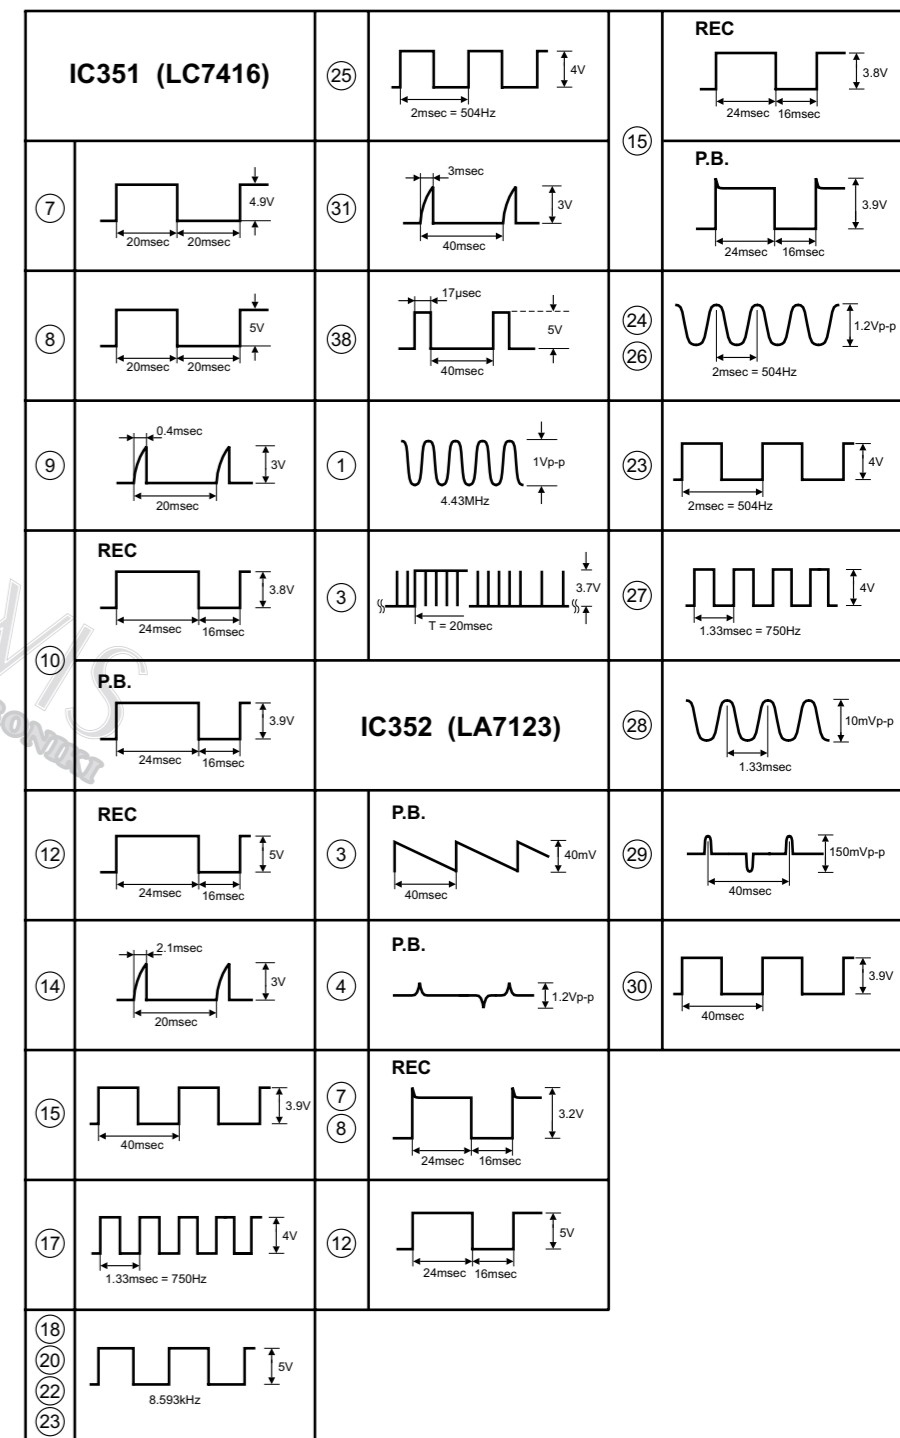 IC351 (LC7416)
7
4.9V
20msec 20msec
8
5V
20msec 20msec
9
0.4msec
3V
20msec
10
REC
3.8V
24msec 16msec
P.B.
3.9V
24msec 16msec
12
REC
5V
24msec 16msec
14
2.1msec
3V
20msec
15
3.9V
40msec
17
4V
1.33msec = 750Hz
18
20
22
23
5V
8.593kHz
25
4V
2msec = 504Hz
31
3msec
3V
40msec
38
17µsec
5V
40msec
1
1Vp-p
4.43MHz
3
3.7V
T = 20msec
IC352 (LA7123)
3
P.B.
40mV
40msec
4
P.B.
1.2Vp-p
7
8
REC
3.2V
24msec 16msec
12
5V
24msec 16msec
15
REC
3.8V
24msec 16msec
P.B.
3.9V
24msec 16msec
24
26
1.2Vp-p
2msec = 504Hz
23
4V
2msec = 504Hz
27
4V
1.33msec = 750Hz
28
10mVp-p
1.33msec
29
150mVp-p
40msec
30
3.9V
40msec